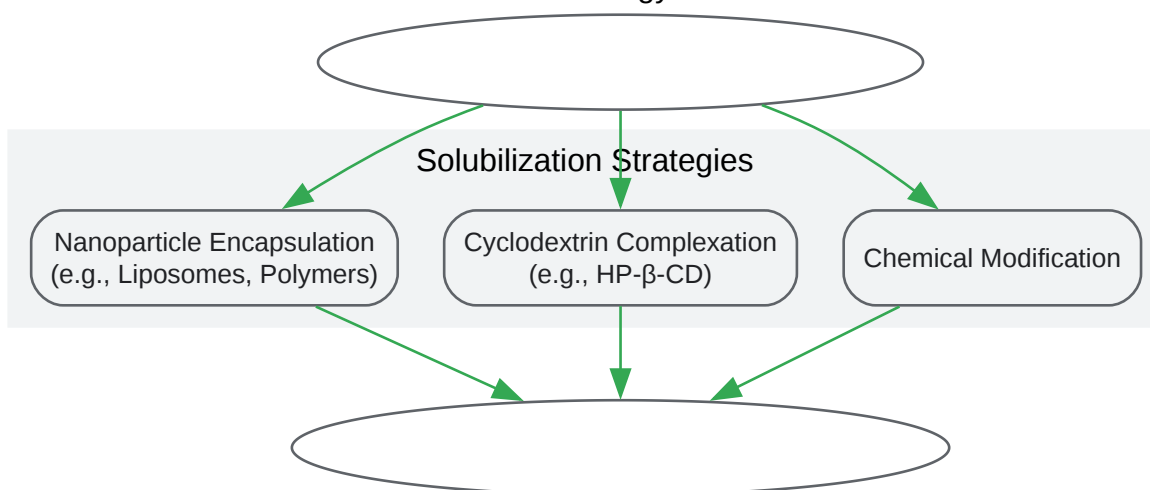 Solubilization Strategies
Nanoparticle Encapsulation
(e.g., Liposomes, Polymers)
Cyclodextrin Complexation
(e.g., HP-β-CD)
Chemical Modification